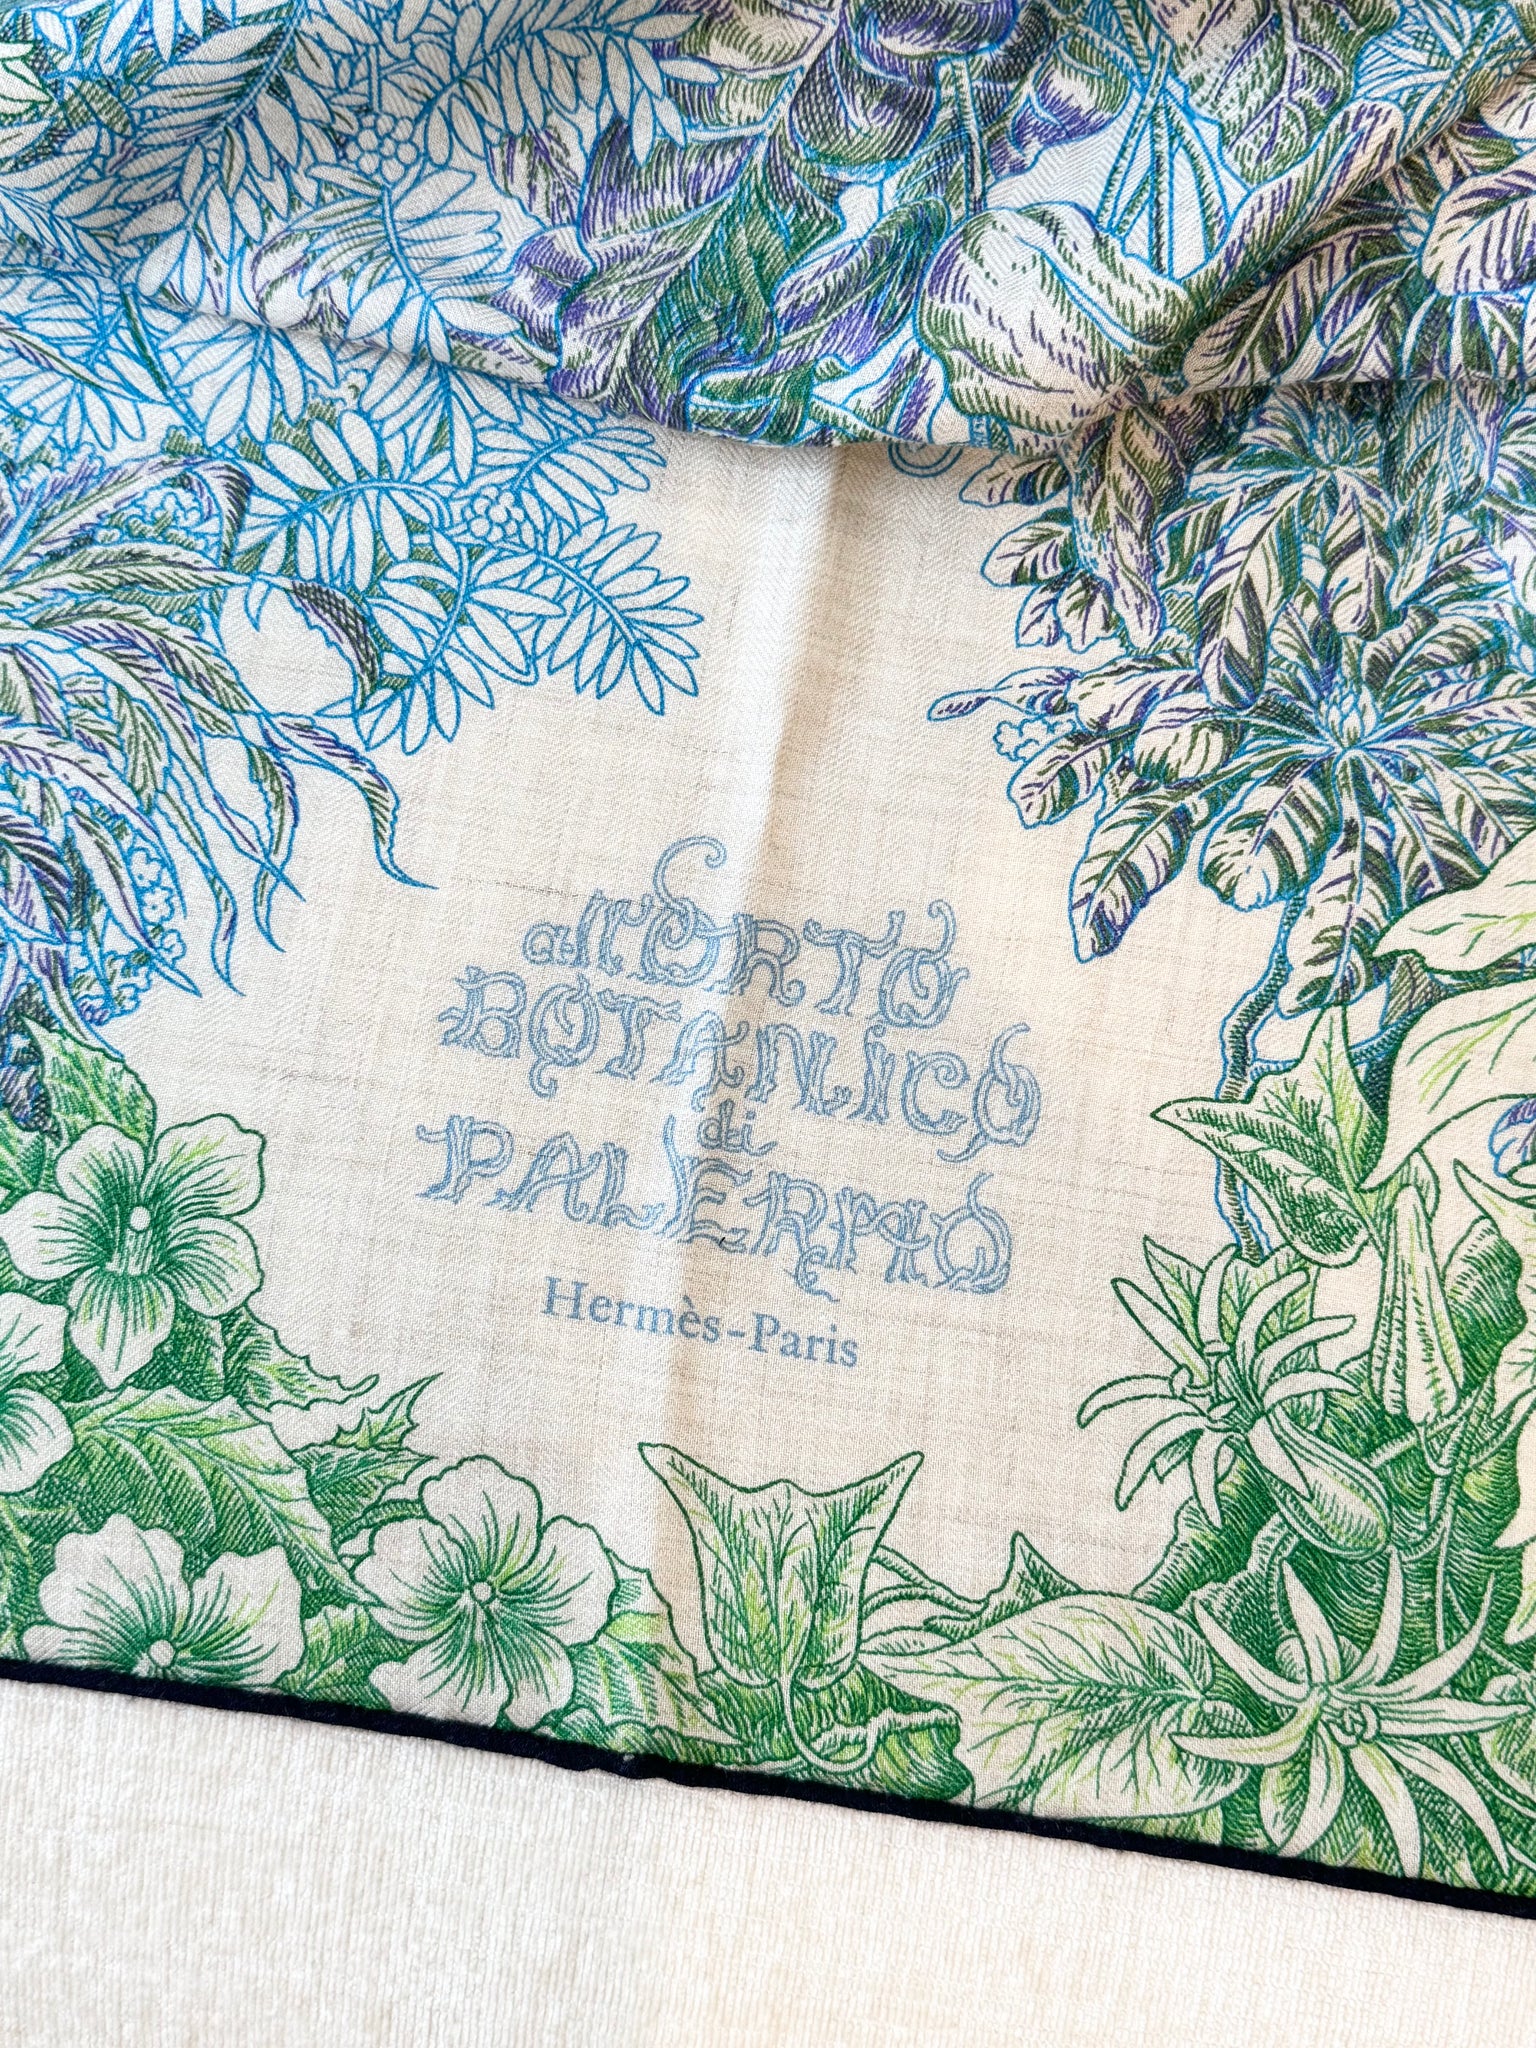 all'ORTO
BOTANiCO
di
PALERMO
Hermès-Paris